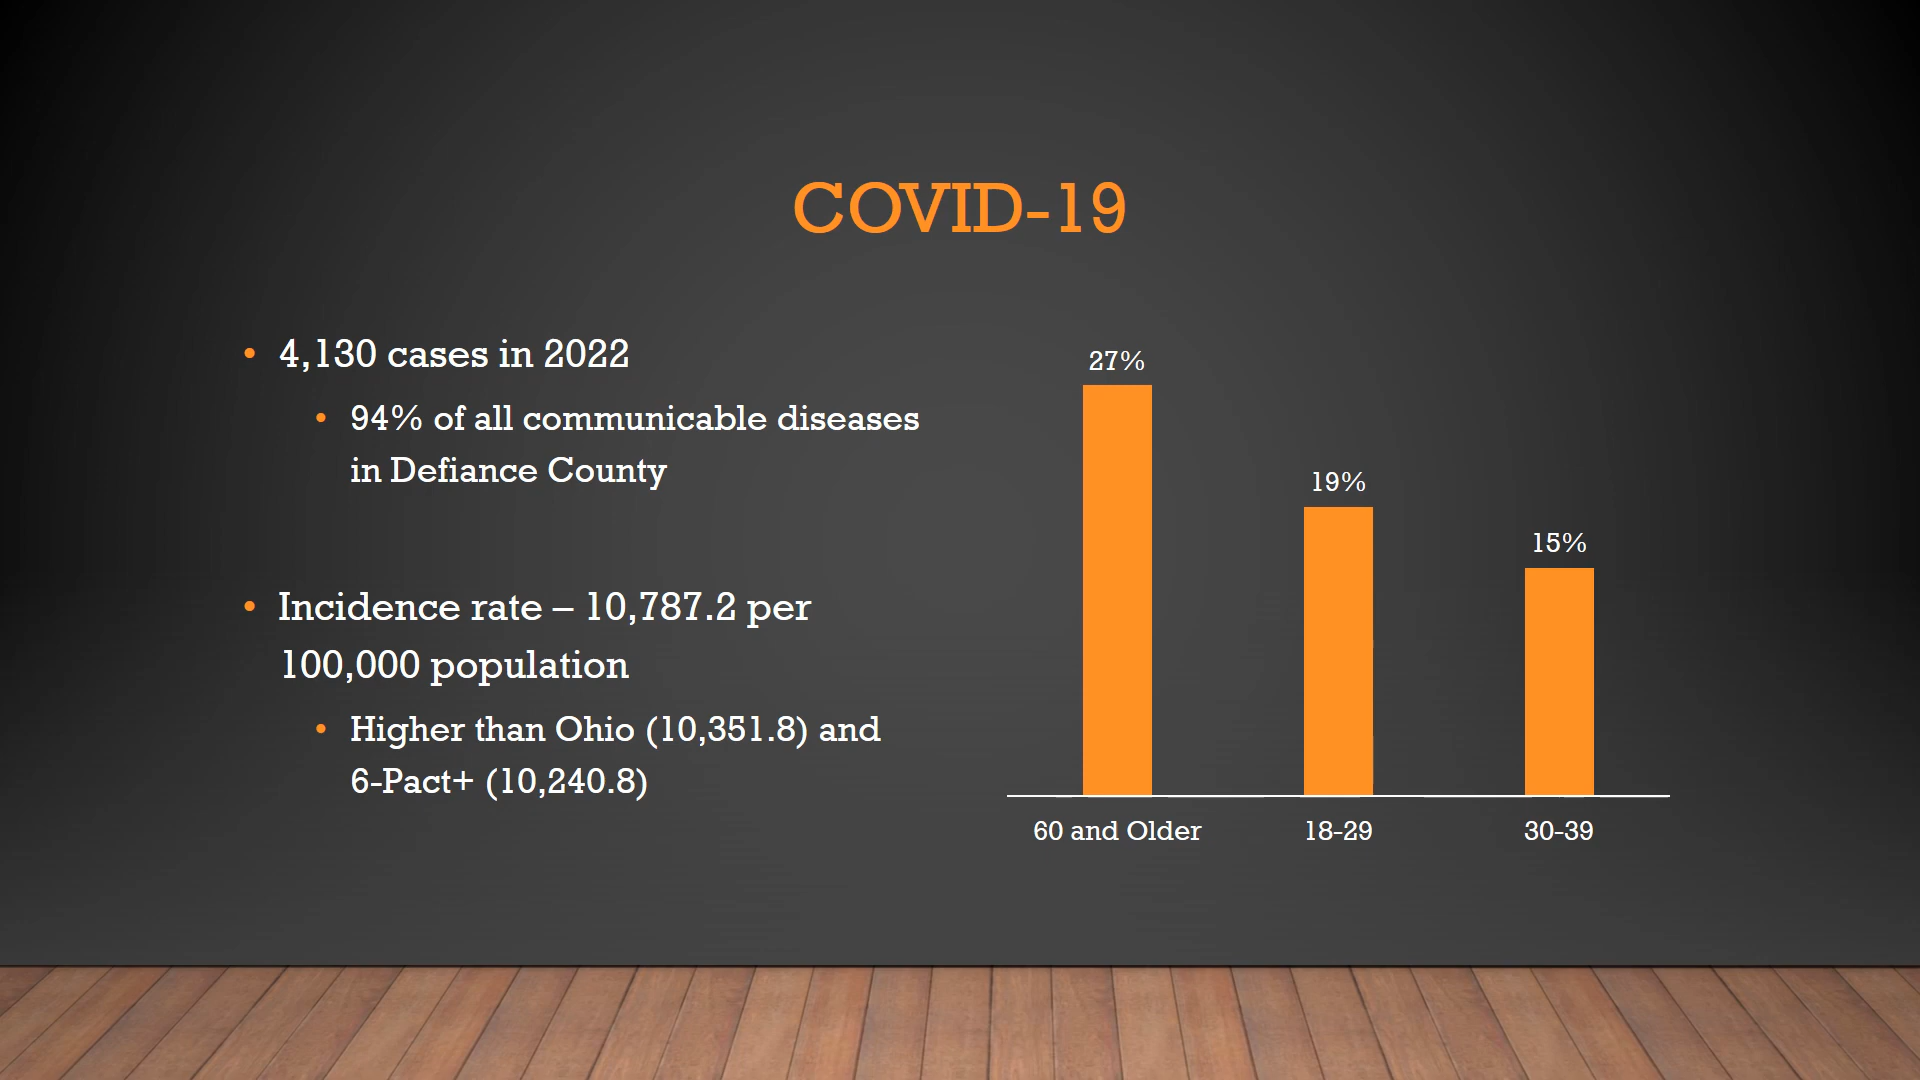 COVID-19
• 4,130 cases in 2022
• 94% of all communicable diseases
in Defiance County
• Incidence rate – 10,787.2 per
100,000 population
• Higher than Ohio (10,351.8) and
6-Pact+ (10,240.8)
27%
19%
15%
60 and Older
18-29
30-39